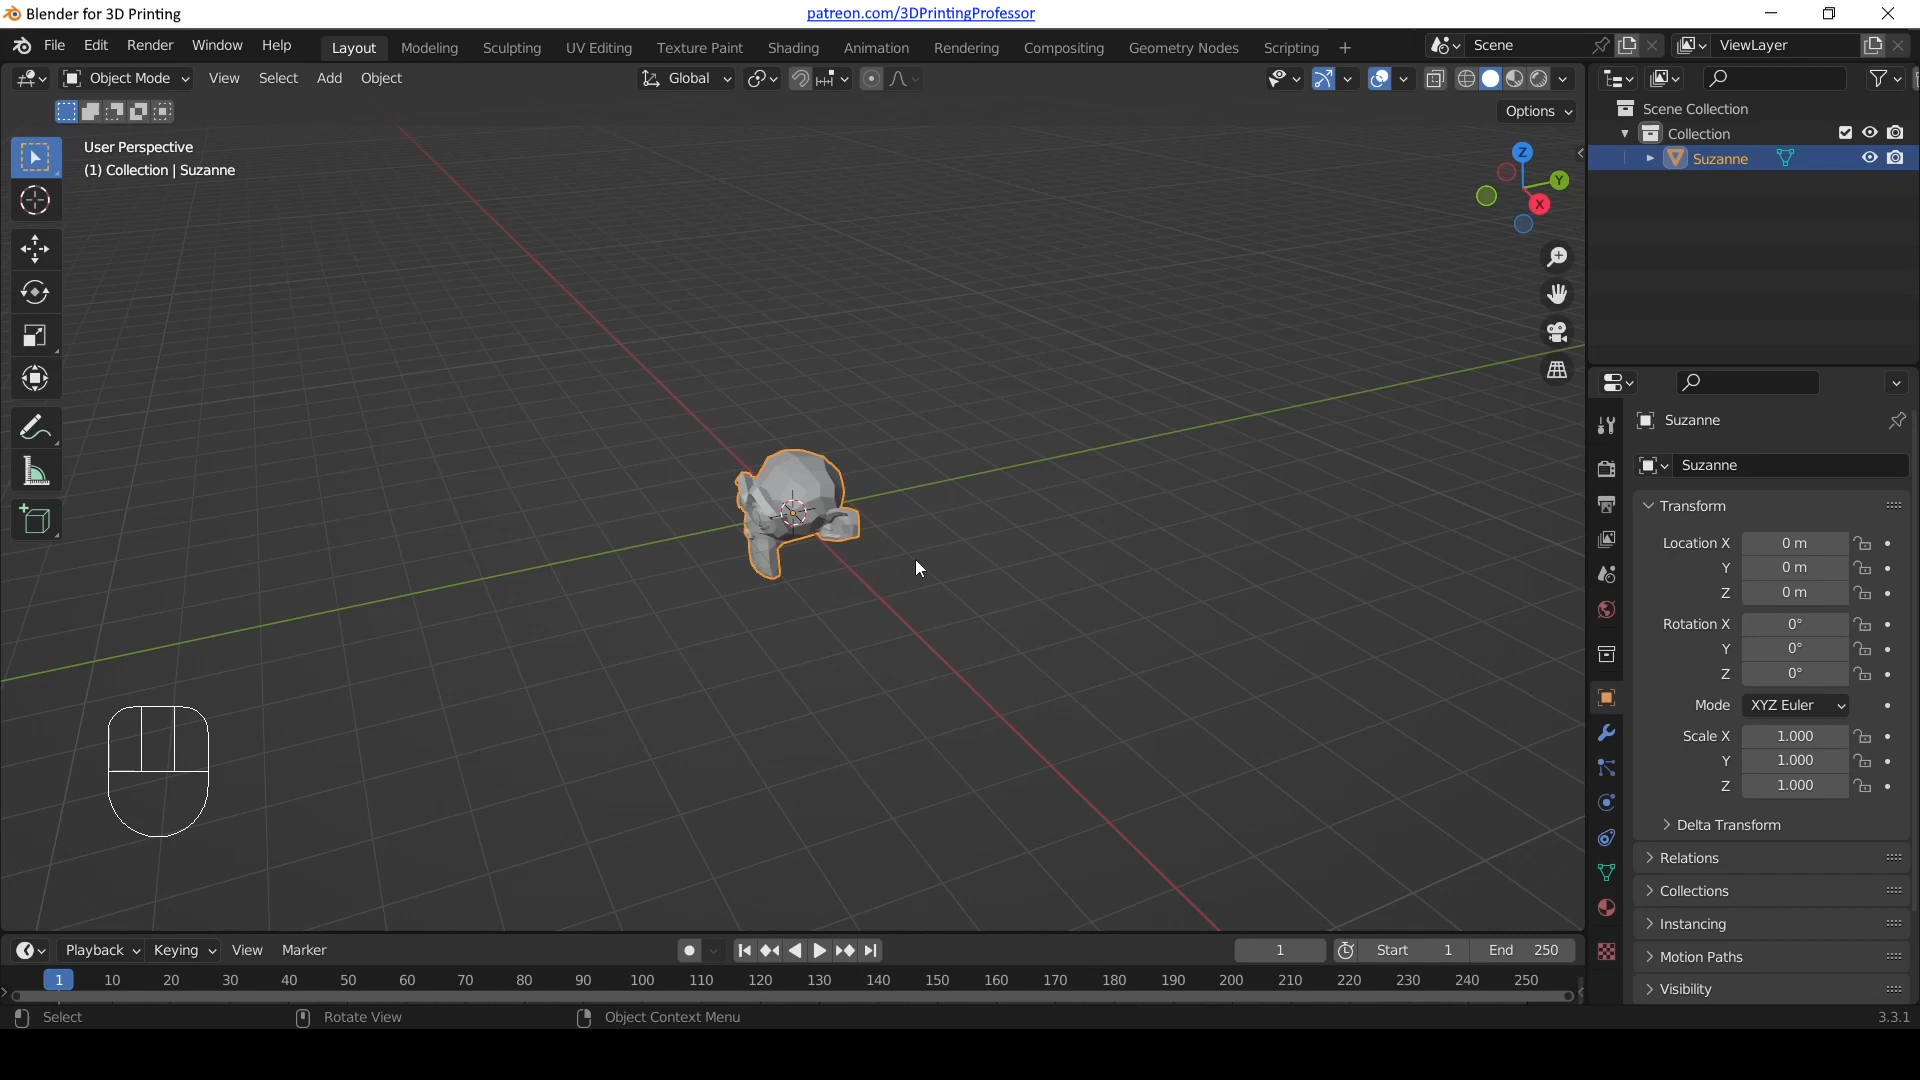 Blender for 3D Printing
patreon.com/3DPrintingProfessor
File Edit Render Window Help
Layout Modeling Sculpting UV Editing Texture Paint Shading Animation Rendering Compositing Geometry Nodes Scripting +
Scene
ViewLayer
Object Mode View Select Add Object
Global
Options
User Perspective
(1) Collection | Suzanne
Z
Y
X
Scene Collection
Collection
Suzanne
Suzanne
Suzanne
Transform
Location X 0 m
Y 0 m
Z 0 m
Rotation X 0°
Y 0°
Z 0°
Mode XYZ Euler
Scale X 1.000
Y 1.000
Z 1.000
Delta Transform
Relations
Collections
Instancing
Motion Paths
Visibility
Playback Keying View Marker
1
Start 1
End 250
1 10 20 30 40 50 60 70 80 90 100 110 120 130 140 150 160 170 180 190 200 210 220 230 240 250
Select
Rotate View
Object Context Menu
3.3.1